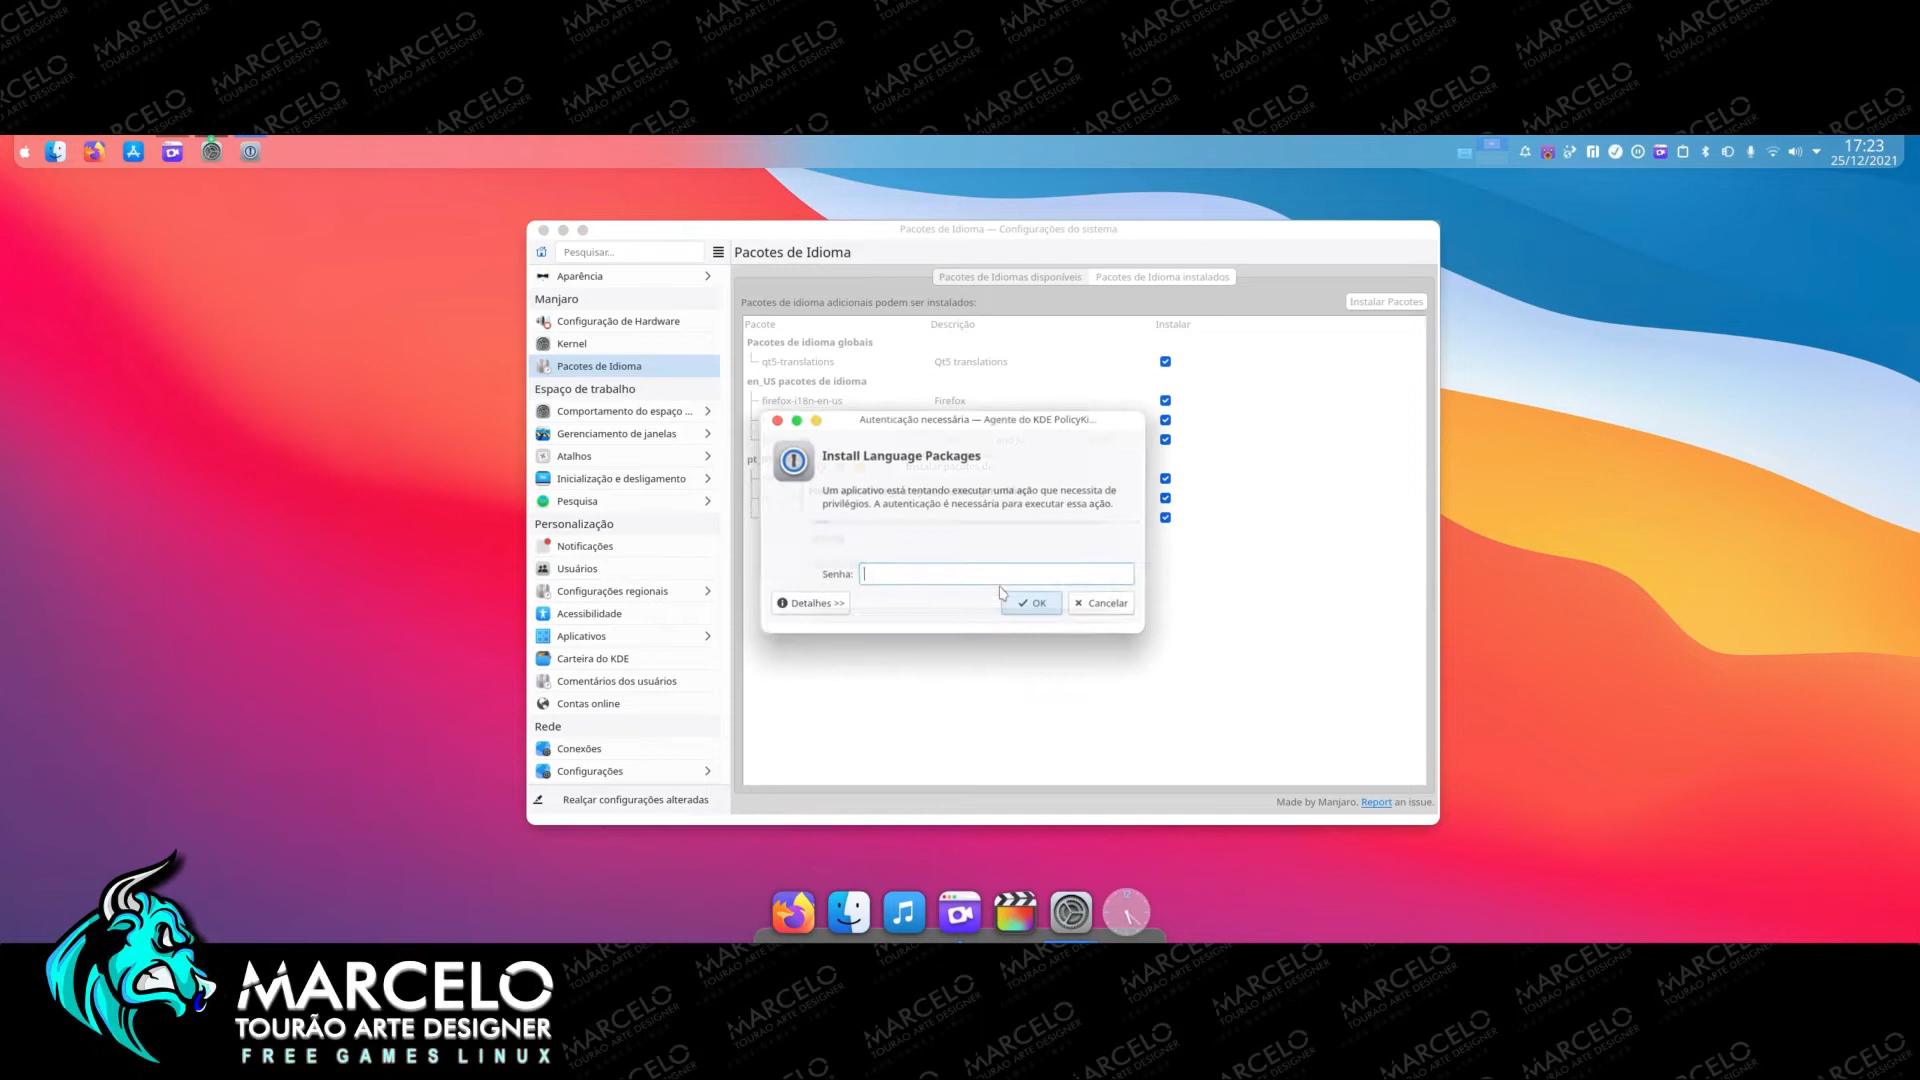 17:23
25/12/2021
Pacotes de Idioma — Configurações do sistema
Pesquisar...
Pacotes de Idioma
Aparência
Manjaro
Configuração de Hardware
Kernel
Pacotes de Idioma
Espaço de trabalho
Comportamento do espaço ...
Gerenciamento de janelas
Atalhos
Inicialização e desligamento
Pesquisa
Personalização
Notificações
Usuários
Configurações regionais
Acessibilidade
Aplicativos
Carteira do KDE
Comentários dos usuários
Contas online
Rede
Conexões
Configurações
Realçar configurações alteradas
Pacotes de Idiomas disponíveis
Pacotes de Idioma instalados
Pacotes de idioma adicionais podem ser instalados:
Instalar Pacotes
Pacote Descrição Instalar
Pacotes de idioma globais
qt5-translations Qt5 translations
en_US pacotes de idioma
firefox-i18n-en-us Firefox
Autenticação necessária — Agente do KDE PolicyKi...
Install Language Packages
Um aplicativo está tentando executar uma ação que necessita de
privilégios. A autenticação é necessária para executar essa ação.
Senha:
Detalhes >>
OK
Cancelar
Made by Manjaro. Report an issue.
MARCELO
TOURÃO ARTE DESIGNER
FREE GAMES LINUX